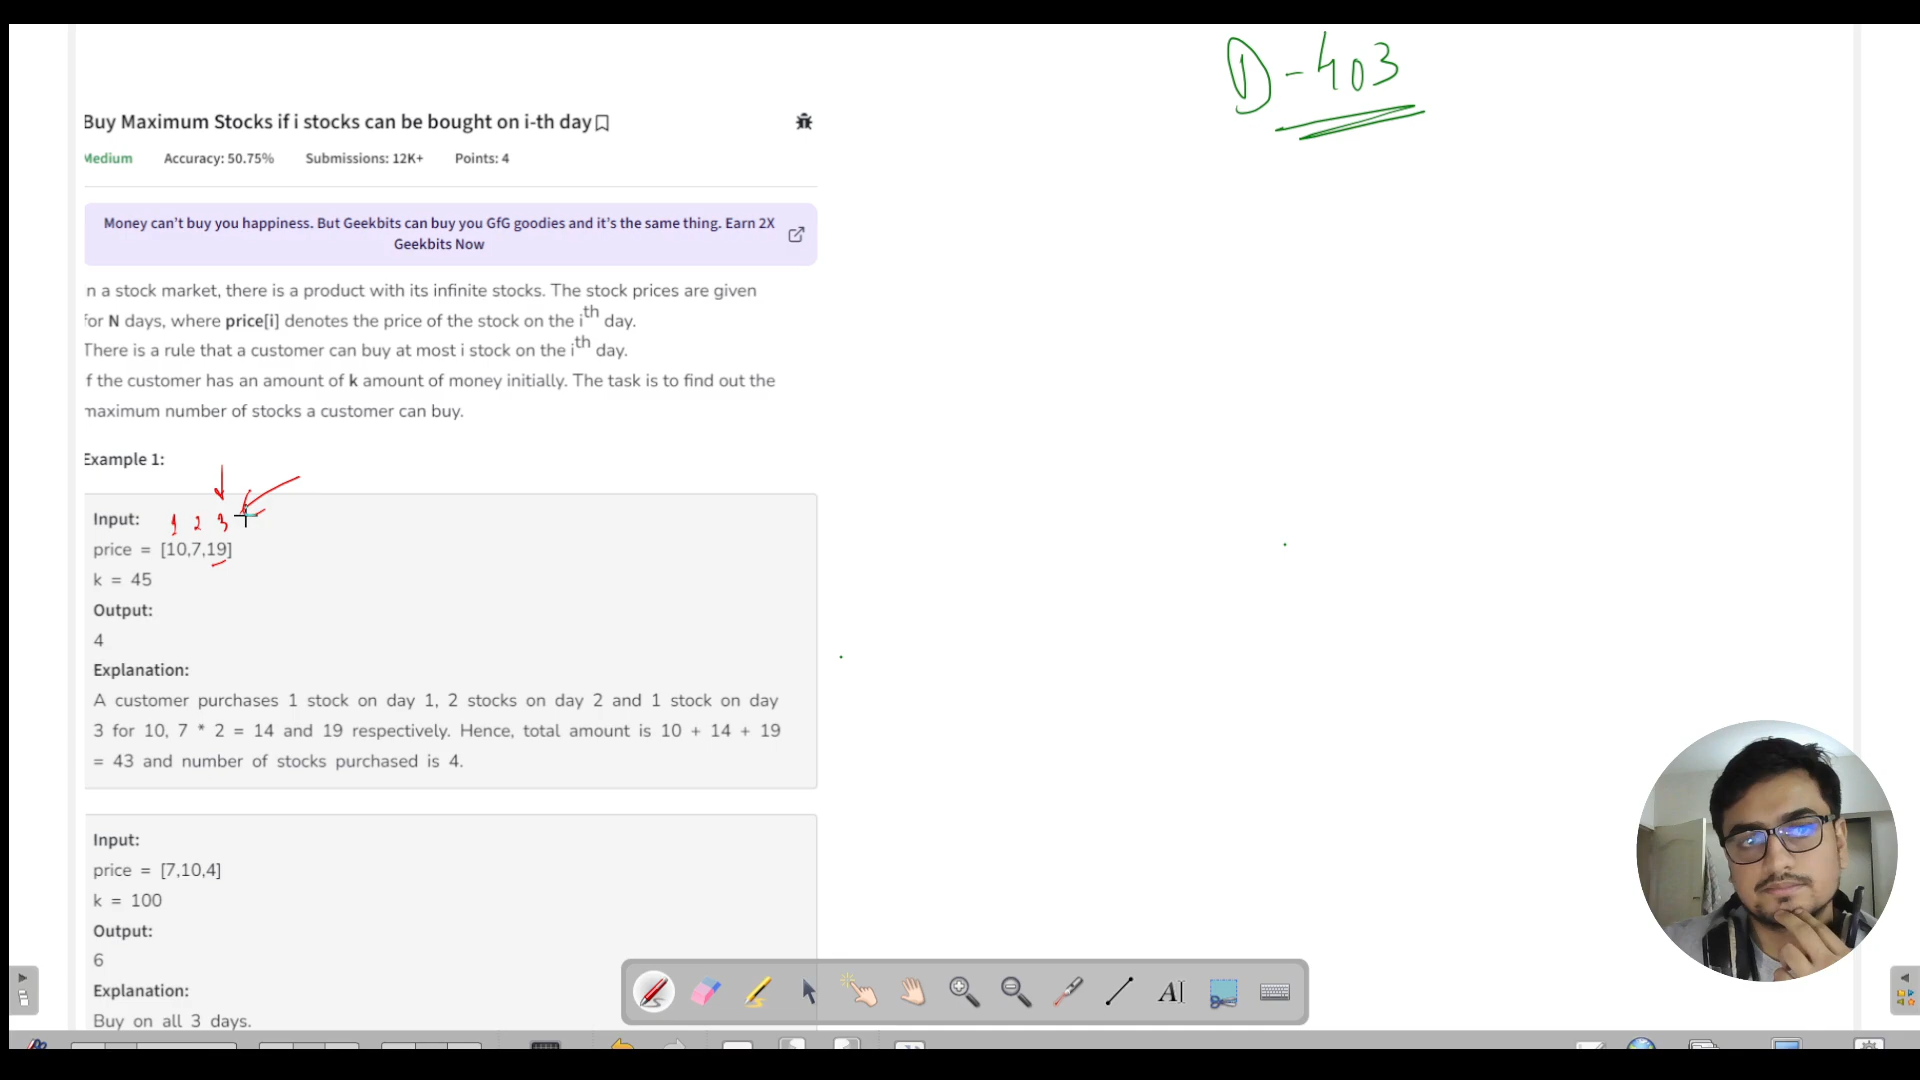 D-403
Buy Maximum Stocks if i stocks can be bought on i-th day
Medium Accuracy: 50.75% Submissions: 12K+ Points: 4
Money can't buy you happiness. But Geekbits can buy you GfG goodies and it's the same thing. Earn 2X
Geekbits Now
n a stock market, there is a product with its infinite stocks. The stock prices are given
for N days, where price[i] denotes the price of the stock on the ith day.
There is a rule that a customer can buy at most i stock on the ith day.
f the customer has an amount of k amount of money initially. The task is to find out the
maximum number of stocks a customer can buy.
Example 1:
Input: 1 2 3
price = [10,7,19]
k = 45
Output:
4
Explanation:
A customer purchases 1 stock on day 1, 2 stocks on day 2 and 1 stock on day
3 for 10, 7 * 2 = 14 and 19 respectively. Hence, total amount is 10 + 14 + 19
= 43 and number of stocks purchased is 4.
Input:
price = [7,10,4]
k = 100
Output:
6
Explanation:
Buy on all 3 days.